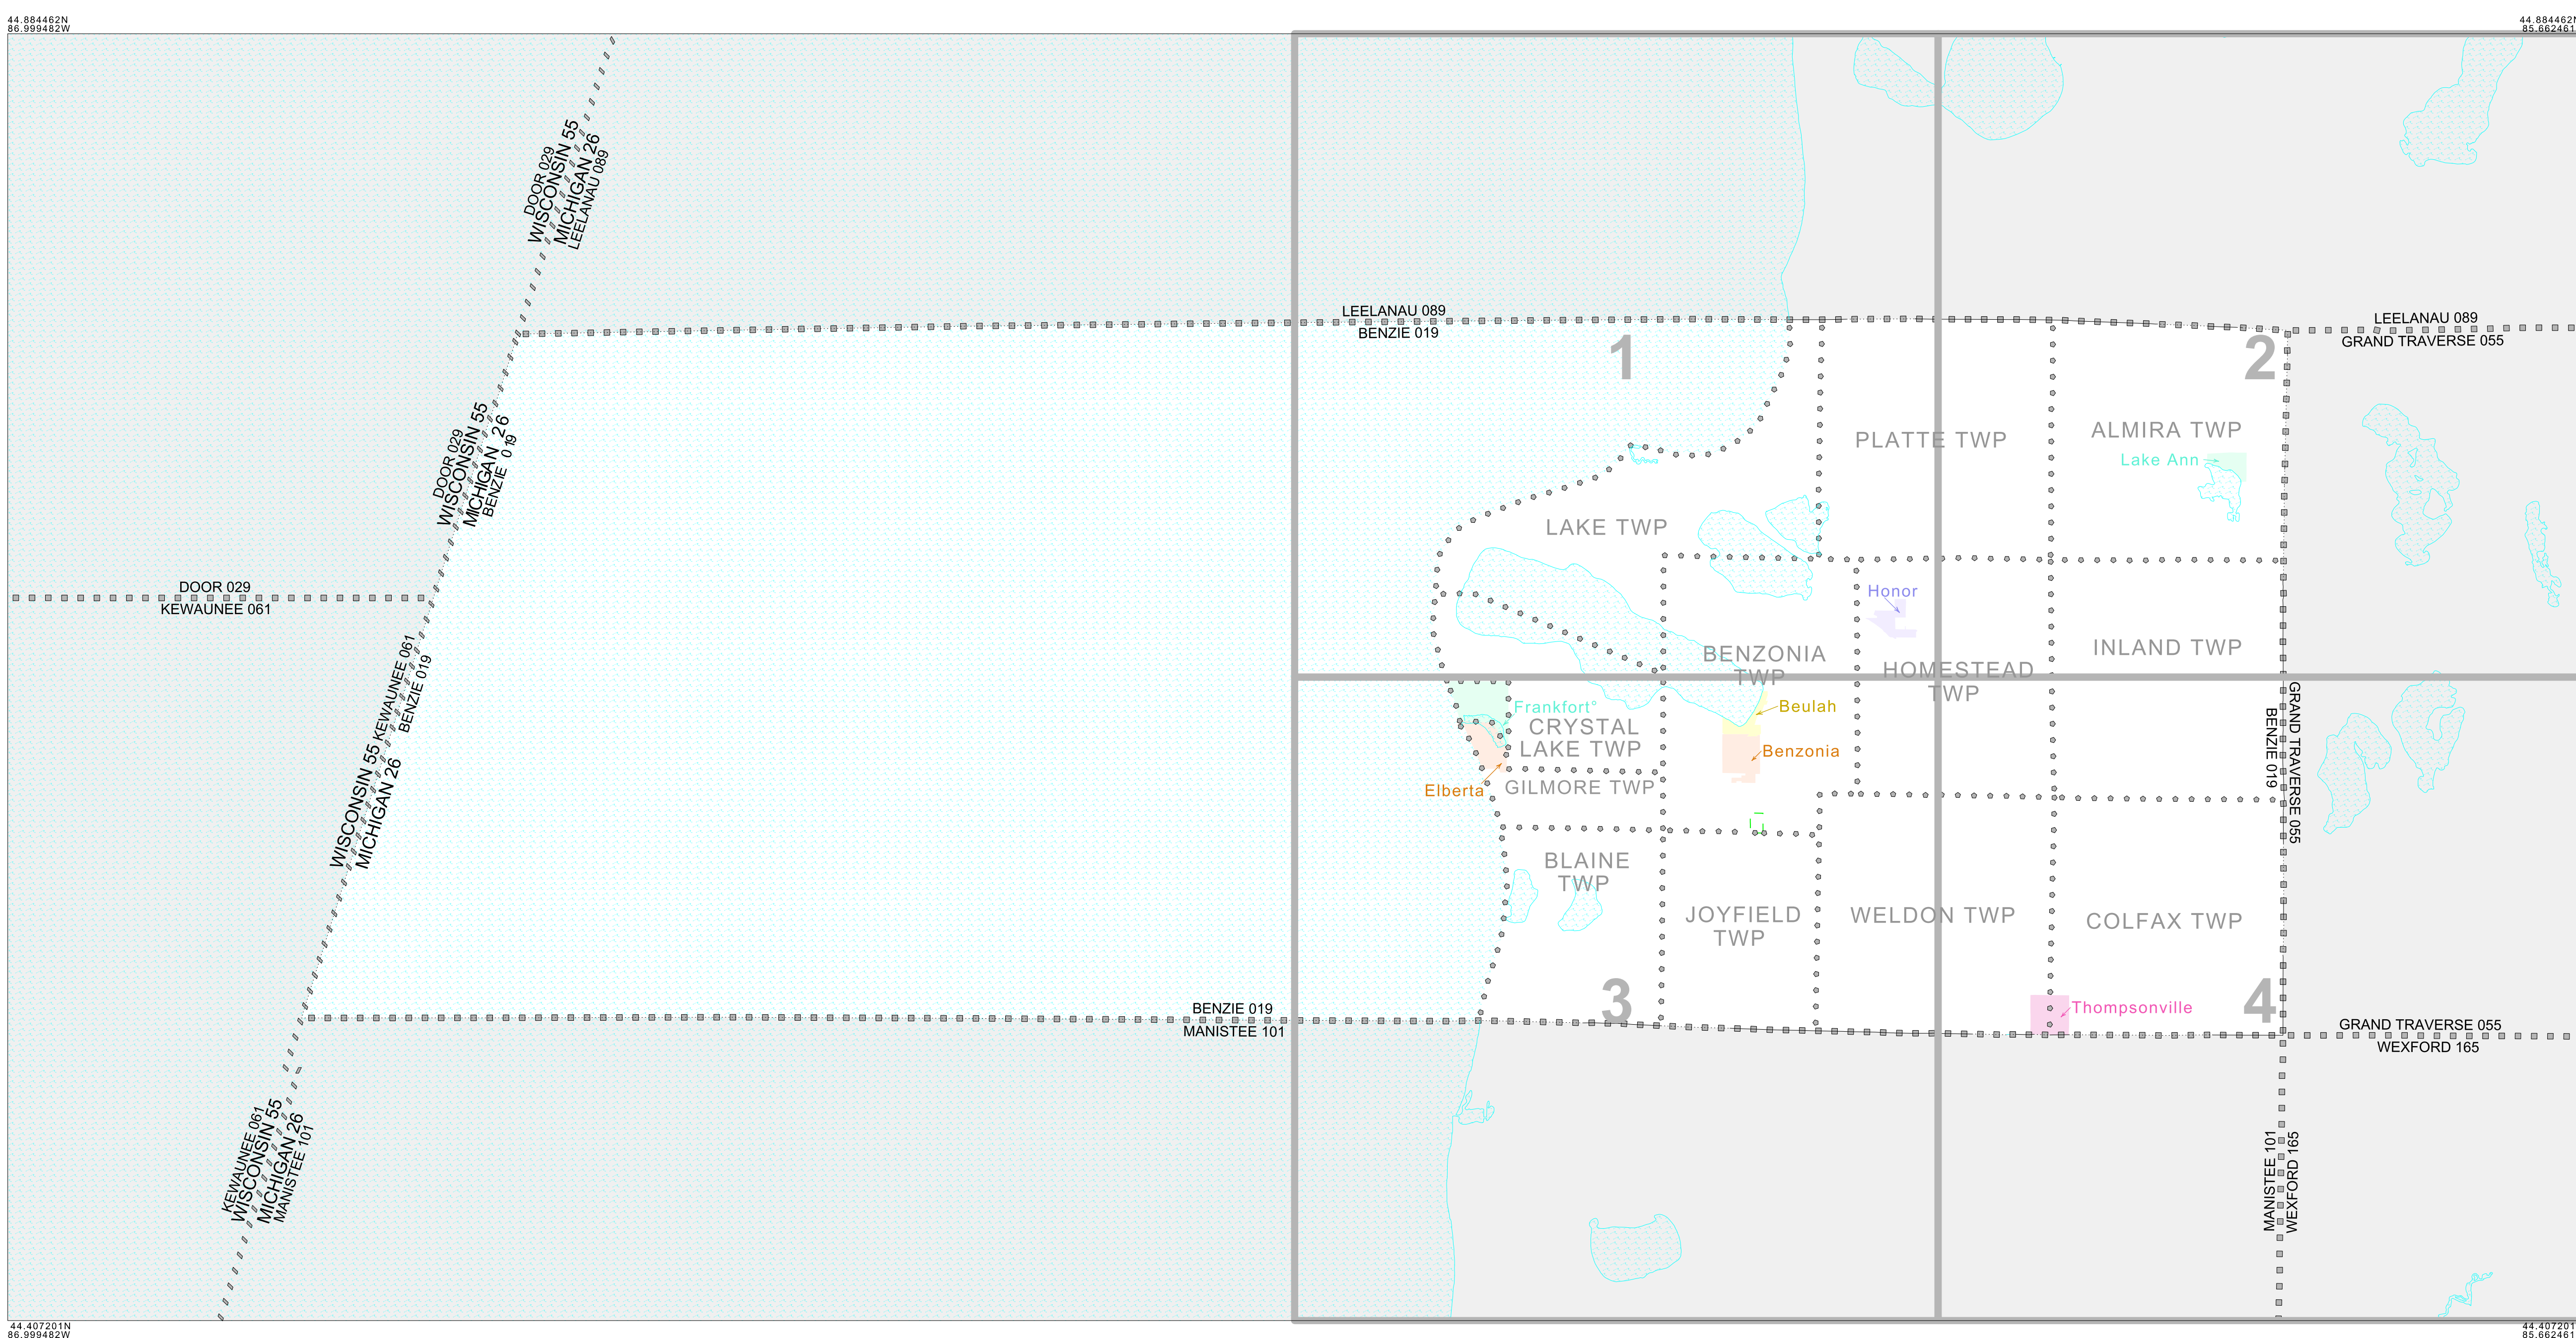 44.884462N
86.999482W
44.884462N
85.662461
DOOR 029
WISCONSIN 55
MICHIGAN 26
LEELANAU 089
LEELANAU 089
BENZIE 019
1
2
LEELANAU 089
GRAND TRAVERSE 055
DOOR 029
WISCONSIN 55
MICHIGAN 26
BENZIE 019
PLATTE TWP
ALMIRA TWP
Lake Ann
LAKE TWP
DOOR 029
KEWAUNEE 061
Honor
BENZONIA
TWP
HOMESTEAD
TWP
INLAND TWP
KEWAUNEE 061
BENZIE 019
WISCONSIN 55
MICHIGAN 26
Frankfort°
CRYSTAL
LAKE TWP
Beulah
Benzonia
Elberta
GILMORE TWP
BENZIE 019
GRAND TRAVERSE 055
BLAINE
TWP
JOYFIELD
TWP
WELDON TWP
COLFAX TWP
BENZIE 019
MANISTEE 101
3
4
Thompsonville
GRAND TRAVERSE 055
WEXFORD 165
KEWAUNEE 061
WISCONSIN 55
MICHIGAN 26
MANISTEE 101
MANISTEE 101
WEXFORD 165
44.407201N
86.999482W
44.407201
85.662461